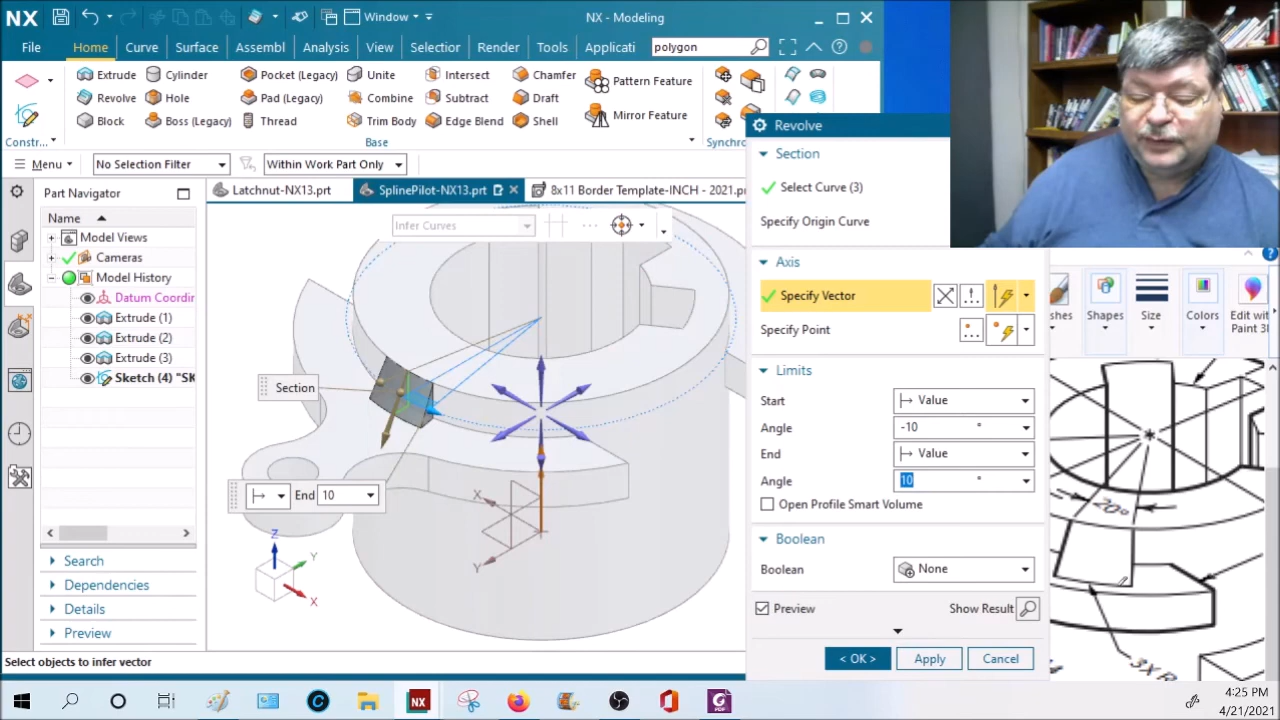 NX
Window
NX - Modeling
File
Home
Curve
Surface
Assembl
Analysis
View
Selection
Render
Tools
Applicati
polygon
Extrude
Cylinder
Pocket (Legacy)
Unite
Intersect
Chamfer
Pattern Feature
Revolve
Hole
Pad (Legacy)
Combine
Subtract
Draft
Block
Boss (Legacy)
Thread
Trim Body
Edge Blend
Shell
Mirror Feature
Constr...
Base
Synchro
Menu
No Selection Filter
Within Work Part Only
Part Navigator
Latchnut-NX13.prt
SplinePilot-NX13.prt
8x11 Border Template-INCH - 2021.pr
Name
Model Views
Cameras
Model History
Datum Coordin
Extrude (1)
Extrude (2)
Extrude (3)
Sketch (4) "SK
Search
Dependencies
Details
Preview
Infer Curves
Section
End 10
X
Y
Z
Y
X
Revolve
Section
Select Curve (3)
Specify Origin Curve
Axis
Specify Vector
Specify Point
Limits
Start
Value
Angle
-10 °
End
Value
Angle
10 °
Open Profile Smart Volume
Boolean
Boolean
None
Preview
Show Result
< OK >
Apply
Cancel
shes
Shapes
Size
Colors
Edit wit
Paint 3
20°
3X R
Select objects to infer vector
NX
4:25 PM
4/21/2021